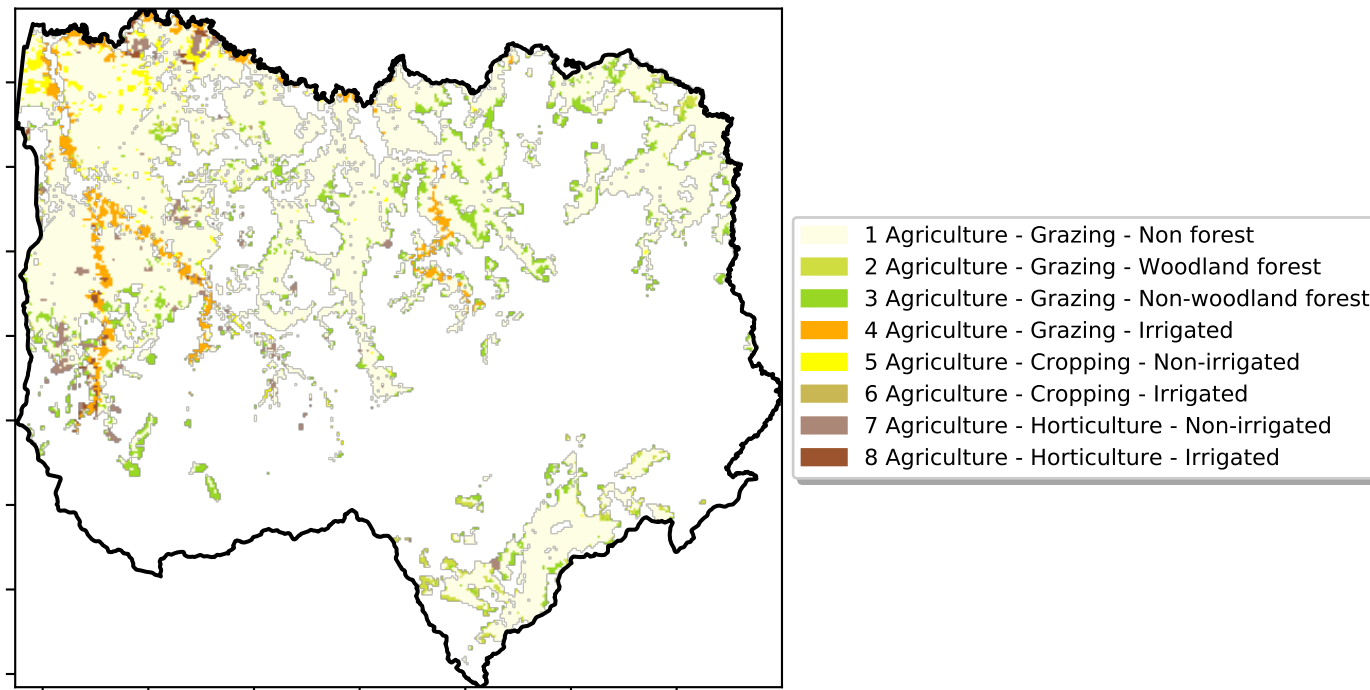 1 Agriculture - Grazing - Non forest
2 Agriculture - Grazing - Woodland forest
3 Agriculture - Grazing - Non-woodland forest
4 Agriculture - Grazing - Irrigated
5 Agriculture - Cropping - Non-irrigated
6 Agriculture - Cropping - Irrigated
7 Agriculture - Horticulture - Non-irrigated
8 Agriculture - Horticulture - Irrigated